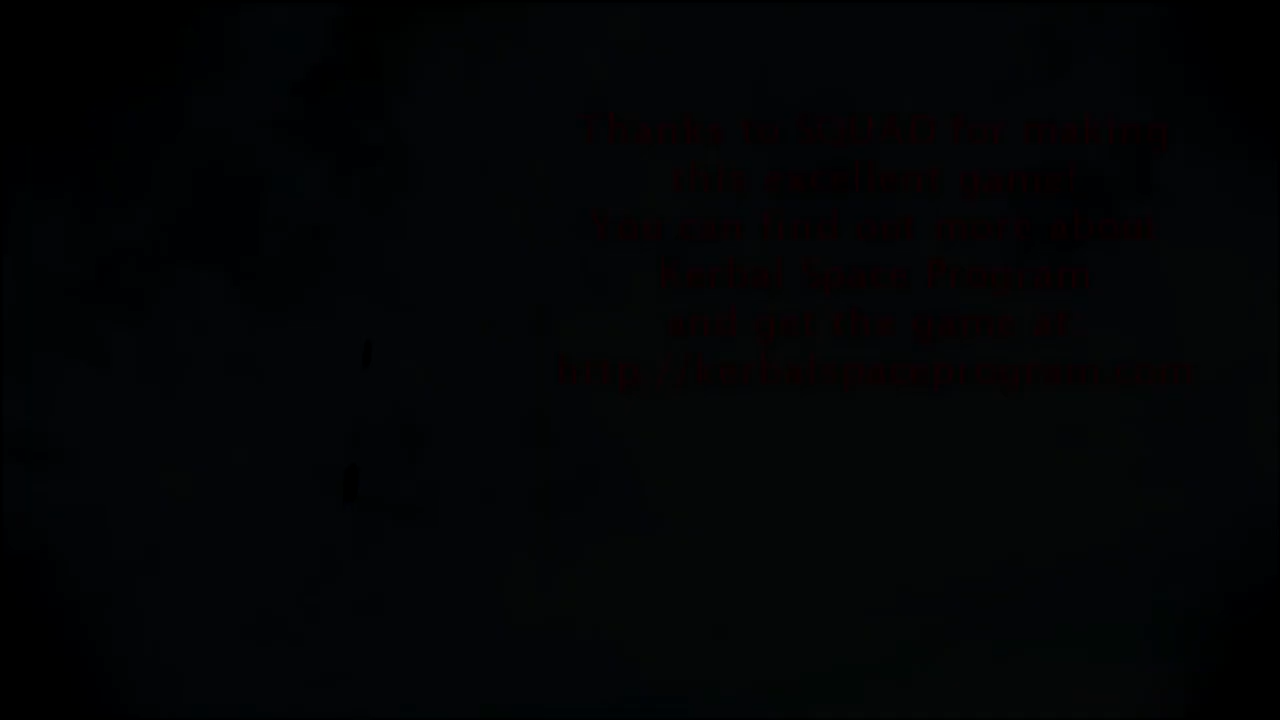 Thanks to SQUAD for making
this excellent game!
You can find out more about
Kerbal Space Program
and get the game at
http://kerbalspaceprogram.com